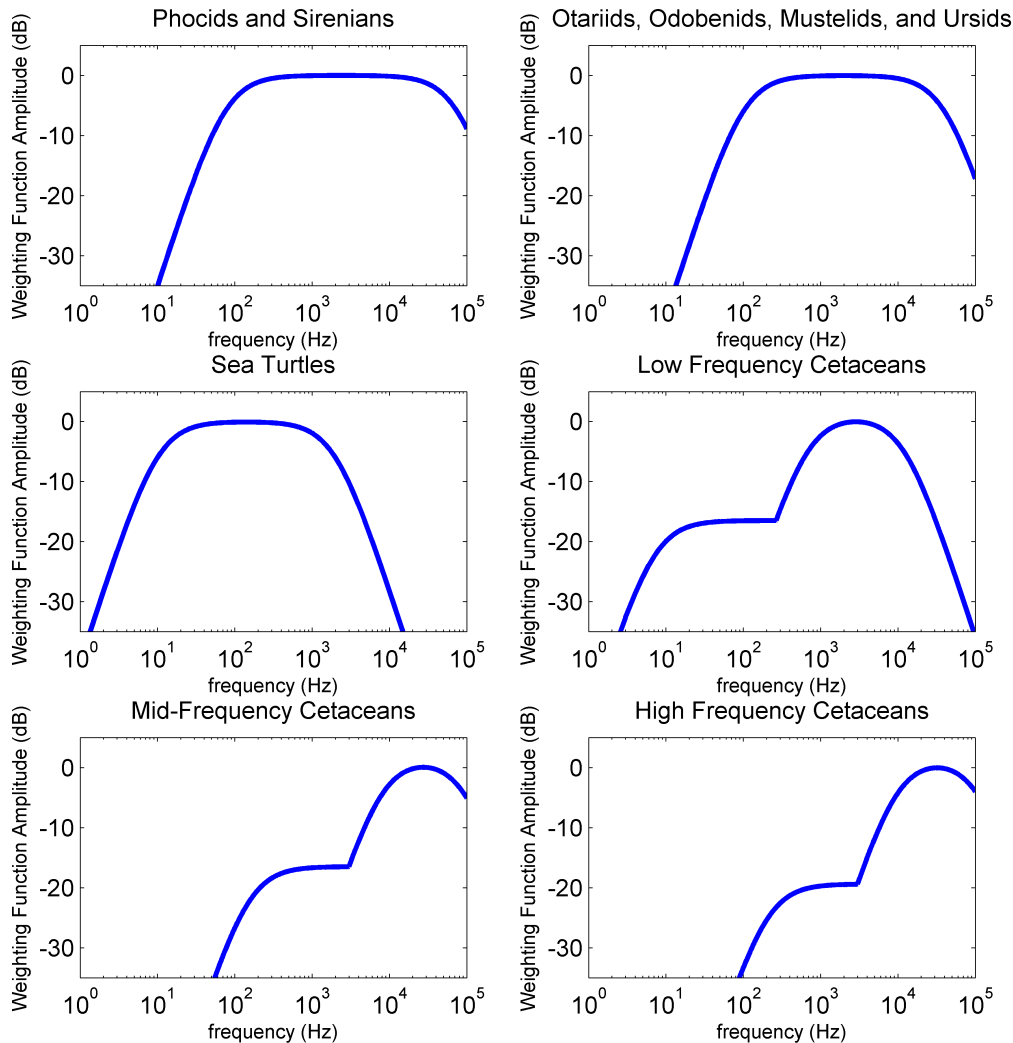 Phocids and Sirenians
Weighting Function Amplitude (dB)
0
-10
-20
-30
10^0 10^1 10^2 10^3 10^4 10^5
frequency (Hz)
Otariids, Odobenids, Mustelids, and Ursids
Weighting Function Amplitude (dB)
0
-10
-20
-30
10^0 10^1 10^2 10^3 10^4 10^5
frequency (Hz)
Sea Turtles
Weighting Function Amplitude (dB)
0
-10
-20
-30
10^0 10^1 10^2 10^3 10^4 10^5
frequency (Hz)
Low Frequency Cetaceans
Weighting Function Amplitude (dB)
0
-10
-20
-30
10^0 10^1 10^2 10^3 10^4 10^5
frequency (Hz)
Mid-Frequency Cetaceans
Weighting Function Amplitude (dB)
0
-10
-20
-30
10^0 10^1 10^2 10^3 10^4 10^5
frequency (Hz)
High Frequency Cetaceans
Weighting Function Amplitude (dB)
0
-10
-20
-30
10^0 10^1 10^2 10^3 10^4 10^5
frequency (Hz)